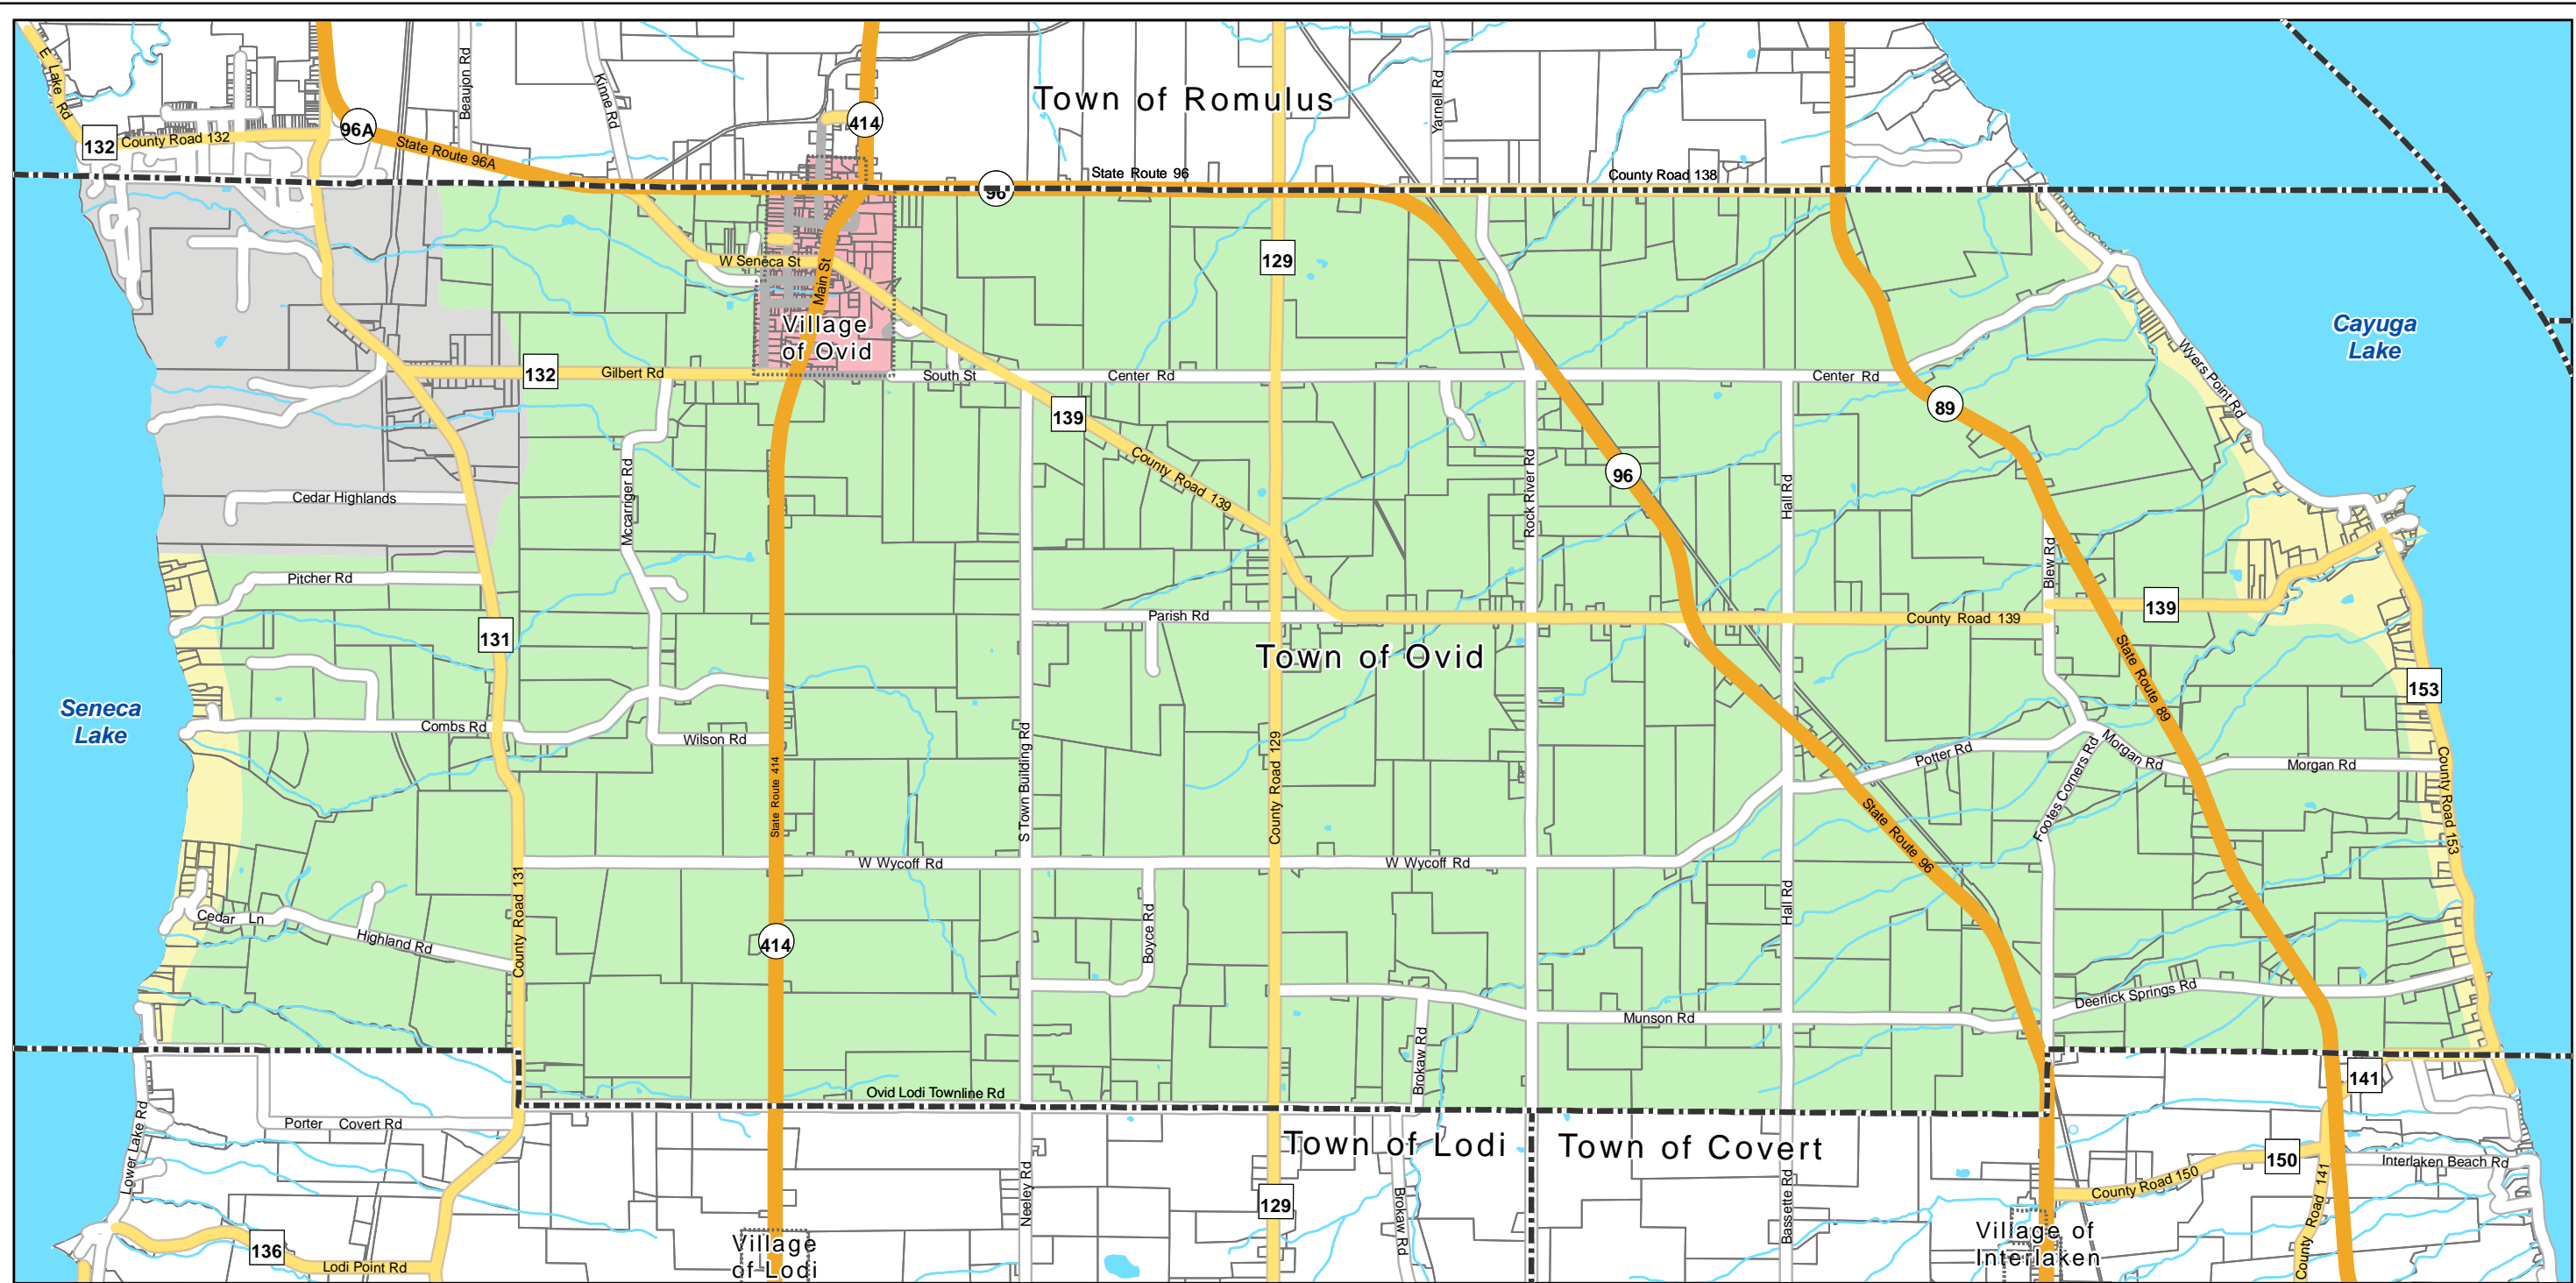 E Lake Rd
Beaujon Rd
Kinne Rd
Yarnell Rd
Town of Romulus
96A
414
132
County Road 132
State Route 96A
State Route 96
96
County Road 138
W Seneca St
Main St
129
Village
of Ovid
Cayuga
Lake
Wyers Point Rd
132
Gilbert Rd
South St
Center Rd
Center Rd
89
139
County Road 139
96
Cedar Highlands
Mccarriger Rd
Rock River Rd
Hall Rd
Blew Rd
Pitcher Rd
131
Parish Rd
County Road 139
139
Town of Ovid
State Route 89
153
Seneca
Lake
Combs Rd
Wilson Rd
State Route 414
S Town Building Rd
County Road 129
Potter Rd
Footes Corners Rd
Morgan Rd
Morgan Rd
County Road 153
State Route 96
W Wycoff Rd
W Wycoff Rd
Cedar Ln
Highland Rd
County Road 131
414
Boyce Rd
Hall Rd
Deerlick Springs Rd
Munson Rd
Brokaw Rd
Ovid Lodi Townline Rd
141
Porter Covert Rd
Lower Lake Rd
Town of Lodi
Town of Covert
150
County Road 150
Interlaken Beach Rd
County Road 141
Neeley Rd
129
Brokaw Rd
Bassette Rd
136
Lodi Point Rd
Village
of Lodi
Village of
Interlaken